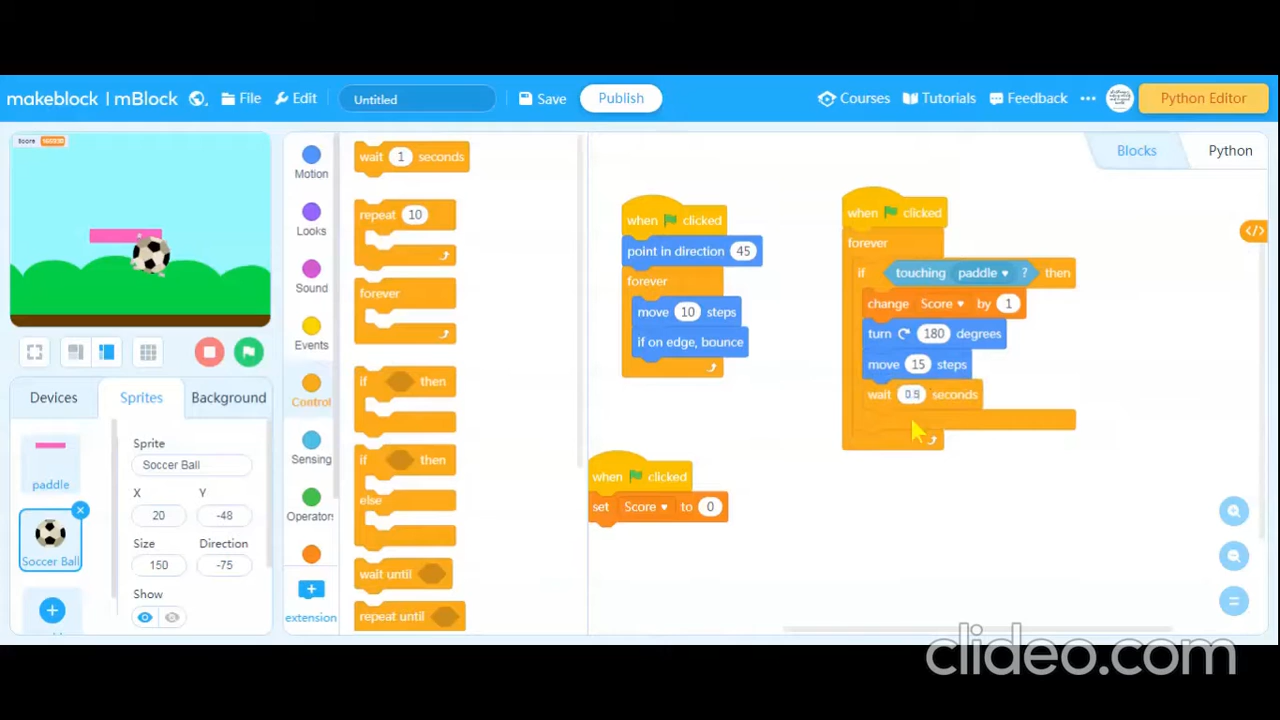 makeblock | mBlock
File
Edit
Untitled
Save
Publish
Courses
Tutorials
Feedback
Python Editor
Score
Blocks
Python
Motion
Looks
Sound
Events
Control
Sensing
Operators
extension
wait 1 seconds
repeat 10
forever
if then
if then
else
wait until
repeat until
when clicked
point in direction 45
forever
move 10 steps
if on edge, bounce
when clicked
set Score to 0
when clicked
forever
if touching paddle ? then
change Score by 1
turn 180 degrees
move 15 steps
wait 0.5 seconds
Devices
Sprites
Background
paddle
Soccer Ball
Sprite
Soccer Ball
X
Y
20
-48
Size
Direction
150
-75
Show
clideo.com